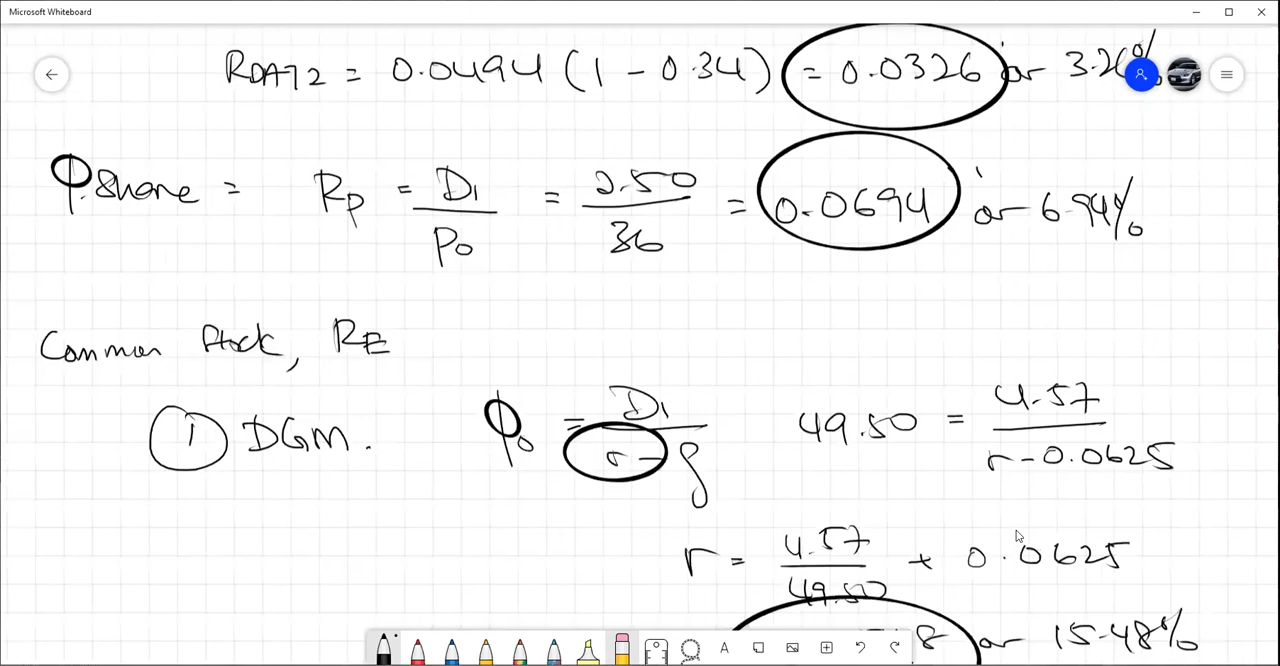 Microsoft Whiteboard
RDAT2 = 0.0494 (1 - 0.34) = 0.0326 or 3.26%
P.share = RP = D1 / P0 = 2.50 / 36 = 0.0694 or 6.94%
Common Stock, RE
1 DGM. P0 = D1 / r - g 49.50 = 4.57 / r - 0.0625
r = 4.57 / 49.50 + 0.0625
8 or 15.48%